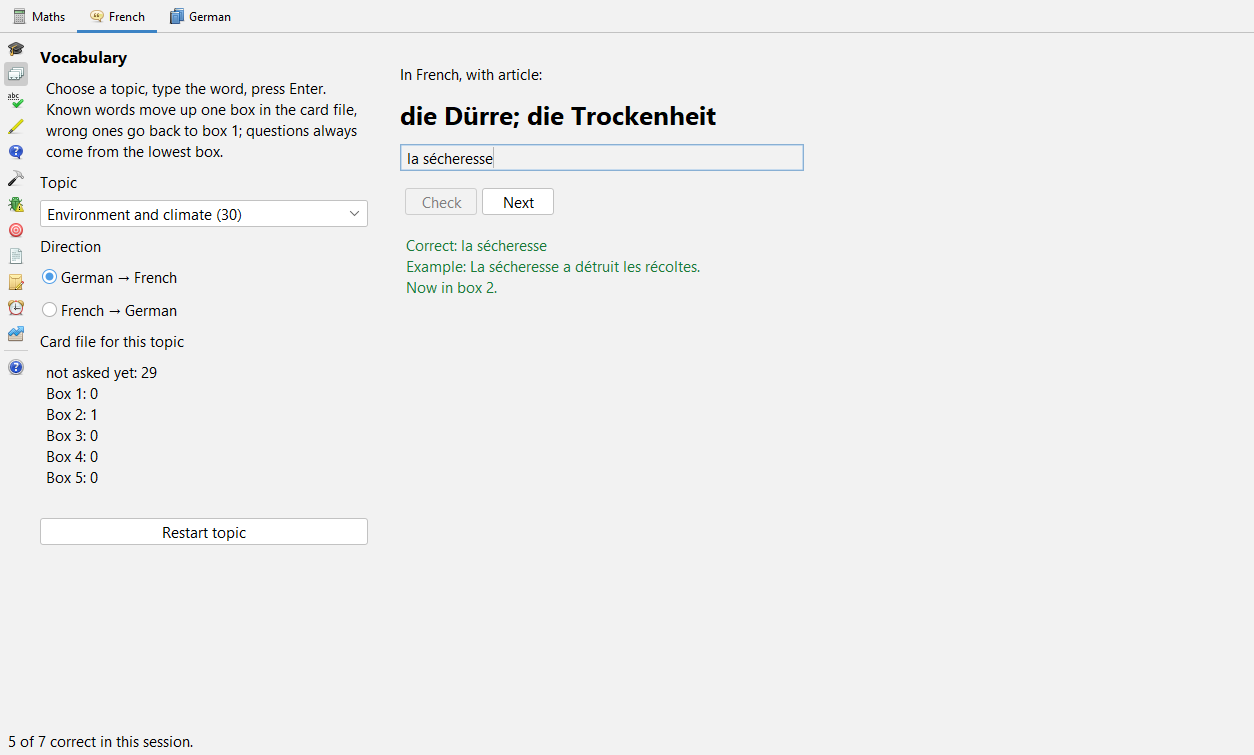 Maths French German
Vocabulary
Choose a topic, type the word, press Enter.
Known words move up one box in the card file,
wrong ones go back to box 1; questions always
come from the lowest box.
Topic
Environment and climate (30)
Direction
German → French
French → German
Card file for this topic
not asked yet: 29
Box 1: 0
Box 2: 1
Box 3: 0
Box 4: 0
Box 5: 0
Restart topic
In French, with article:
die Dürre; die Trockenheit
la sécheresse
Check Next
Correct: la sécheresse
Example: La sécheresse a détruit les récoltes.
Now in box 2.
5 of 7 correct in this session.
abc